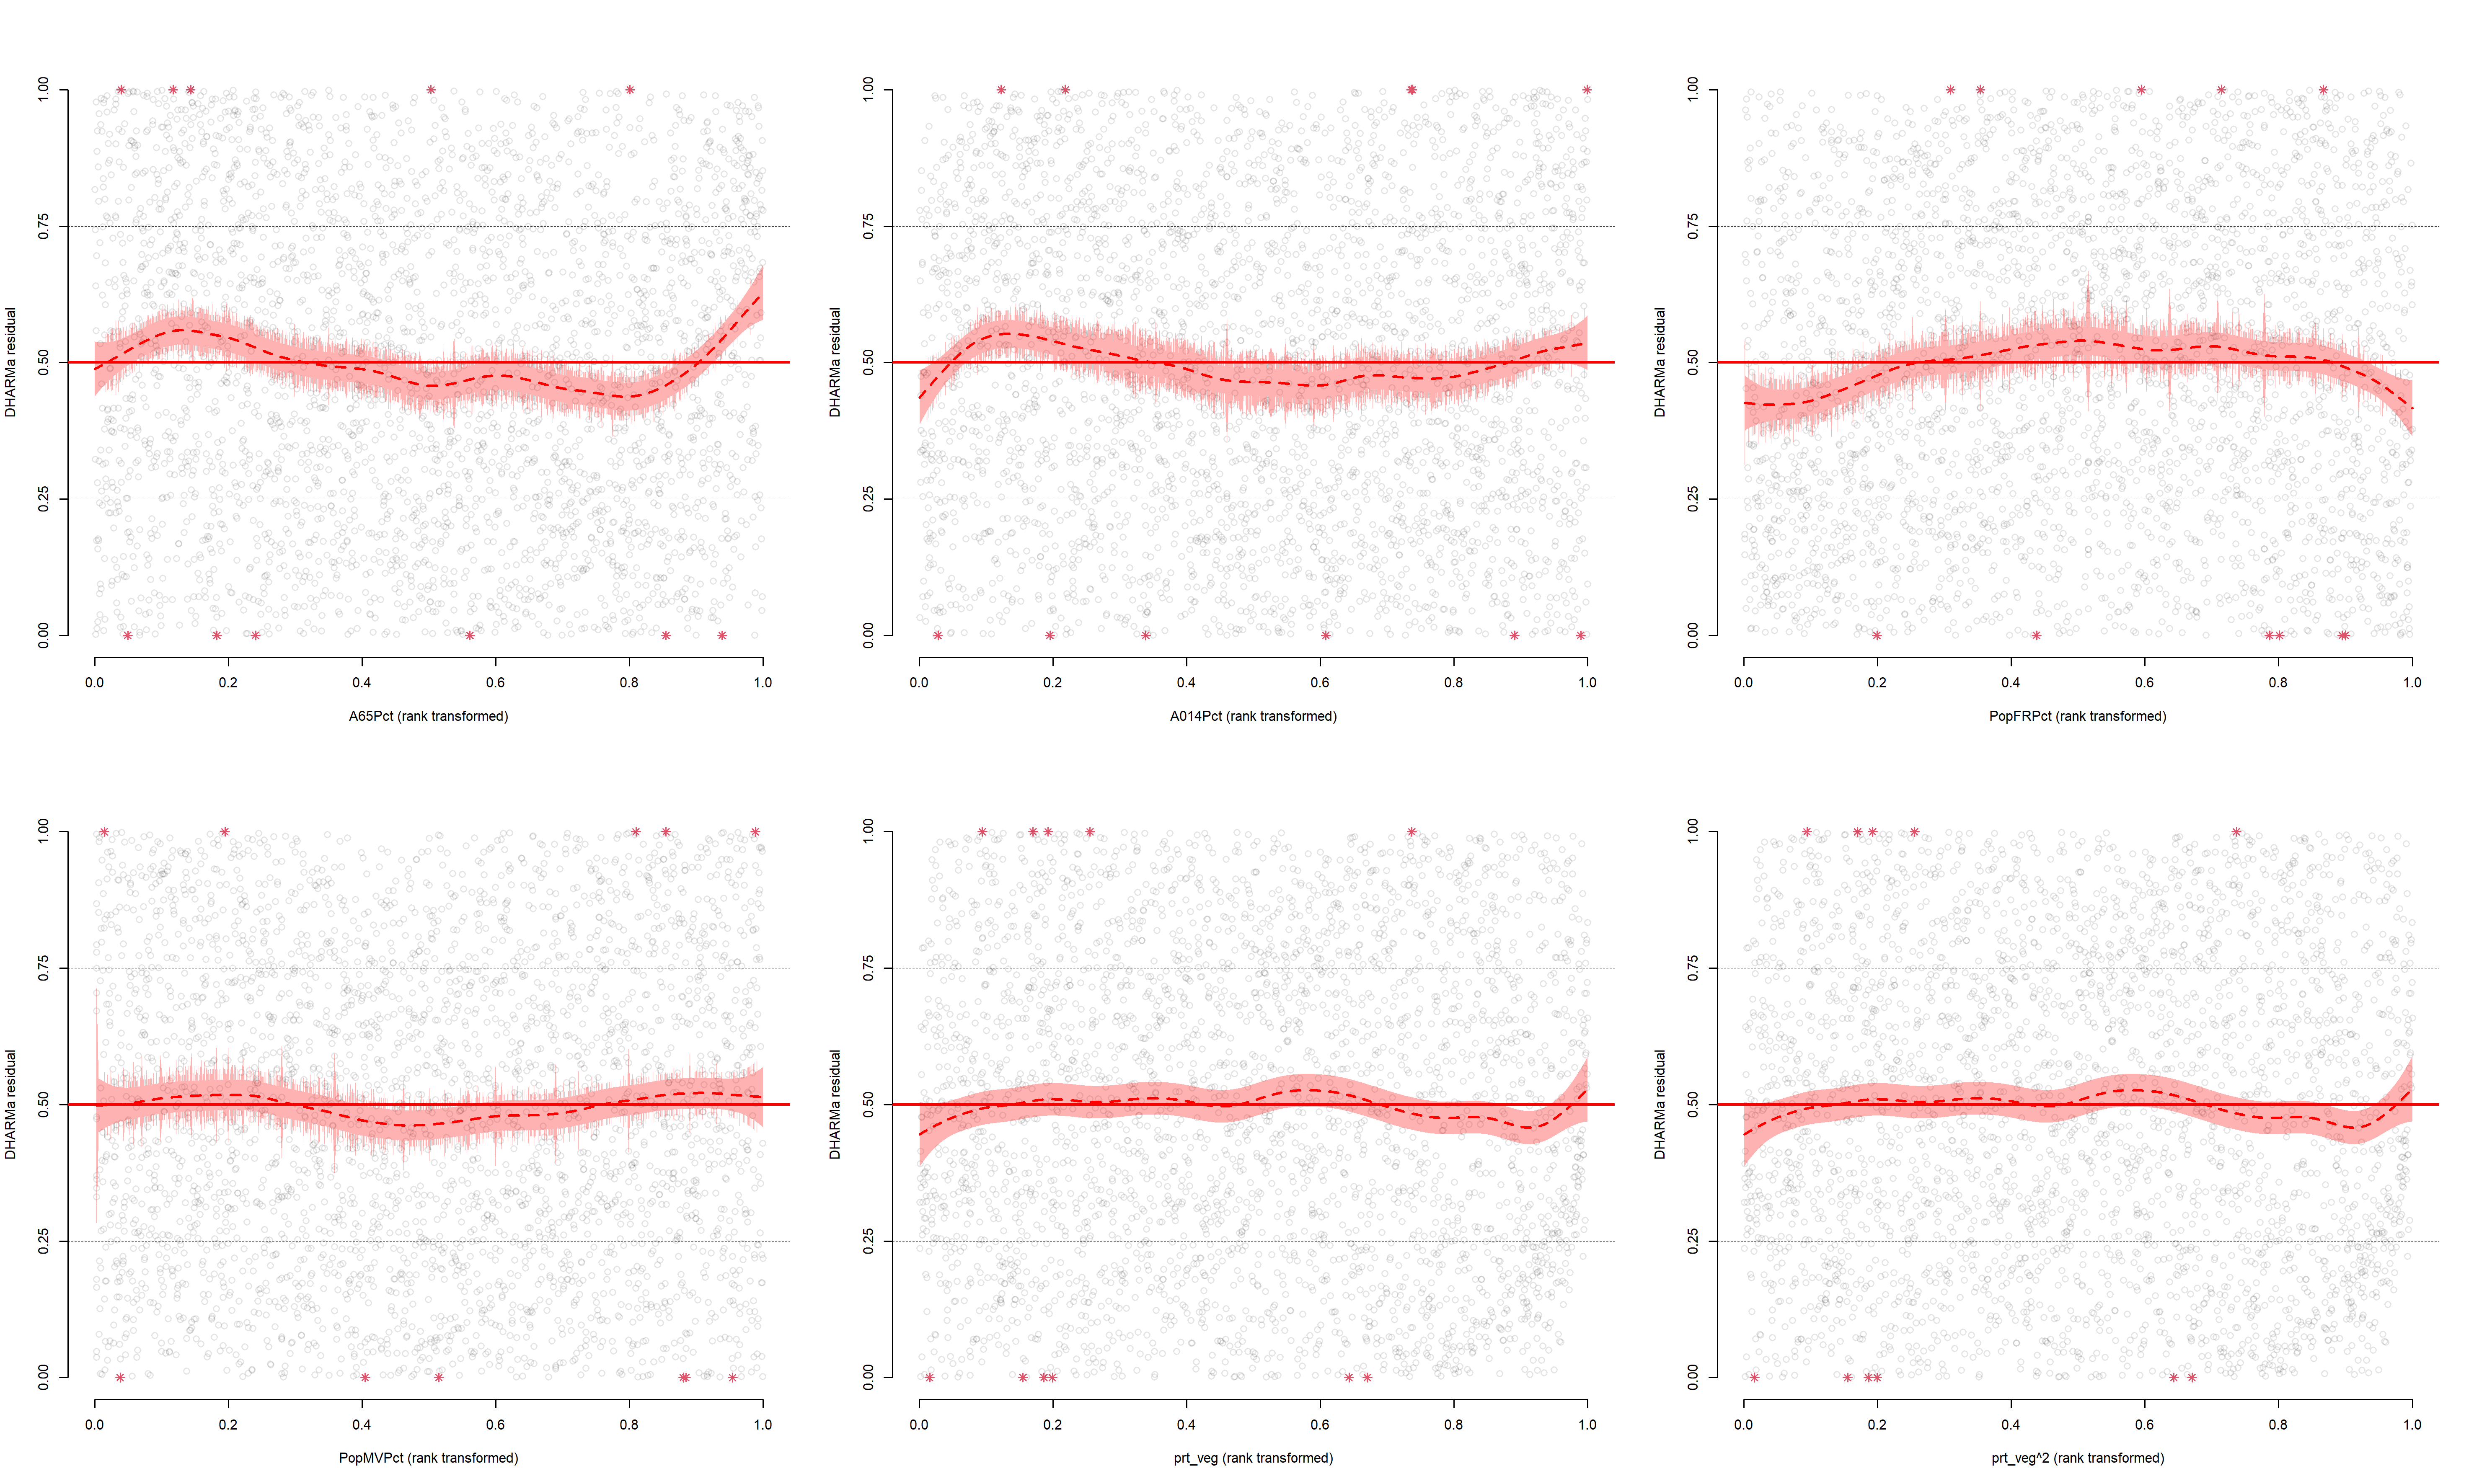 DHARMa residual
1.00
0.75
0.50
0.25
0.00
0.0 0.2 0.4 0.6 0.8 1.0
A65Pct (rank transformed)
DHARMa residual
1.00
0.75
0.50
0.25
0.00
0.0 0.2 0.4 0.6 0.8 1.0
A014Pct (rank transformed)
DHARMa residual
1.00
0.75
0.50
0.25
0.00
0.0 0.2 0.4 0.6 0.8 1.0
PopFRPct (rank transformed)
DHARMa residual
1.00
0.75
0.50
0.25
0.00
0.0 0.2 0.4 0.6 0.8 1.0
PopMVPct (rank transformed)
DHARMa residual
1.00
0.75
0.50
0.25
0.00
0.0 0.2 0.4 0.6 0.8 1.0
prt_veg (rank transformed)
DHARMa residual
1.00
0.75
0.50
0.25
0.00
0.0 0.2 0.4 0.6 0.8 1.0
prt_veg^2 (rank transformed)